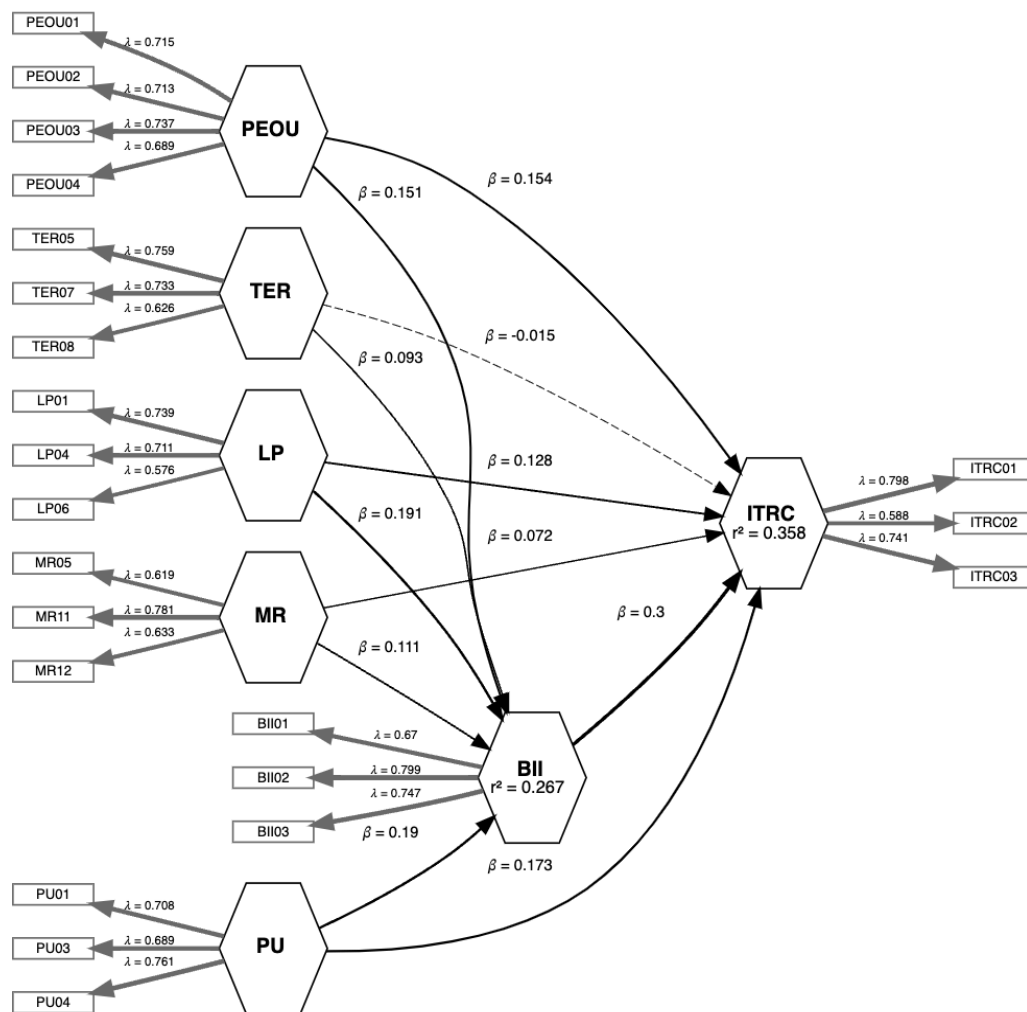 PEOU01
λ = 0.715
PEOU02
λ = 0.713
PEOU03
λ = 0.737
PEOU04
λ = 0.689
PEOU
β = 0.151
β = 0.154
TER05
λ = 0.759
TER07
λ = 0.733
TER08
λ = 0.626
TER
β = 0.093
β = -0.015
LP01
λ = 0.739
LP04
λ = 0.711
LP06
λ = 0.576
LP
β = 0.191
β = 0.128
MR05
λ = 0.619
MR11
λ = 0.781
MR12
λ = 0.633
MR
β = 0.111
β = 0.072
ITRC
r² = 0.358
λ = 0.798
ITRC01
λ = 0.588
ITRC02
λ = 0.741
ITRC03
β = 0.3
BII01
λ = 0.67
BII02
λ = 0.799
BII03
λ = 0.747
BII
r² = 0.267
β = 0.19
β = 0.173
PU01
λ = 0.708
PU03
λ = 0.689
PU04
λ = 0.761
PU